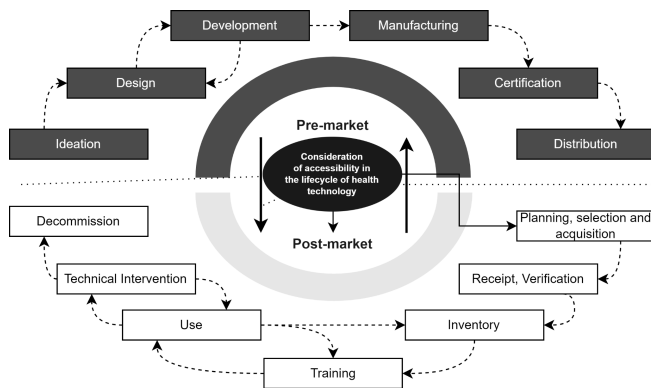 Development
Manufacturing
Design
Certification
Ideation
Distribution
Pre-market
Consideration
of accessibility in
the lifecycle of health
technology
Post-market
Decommission
Planning, selection and
acquisition
Technical Intervention
Receipt, Verification
Use
Inventory
Training